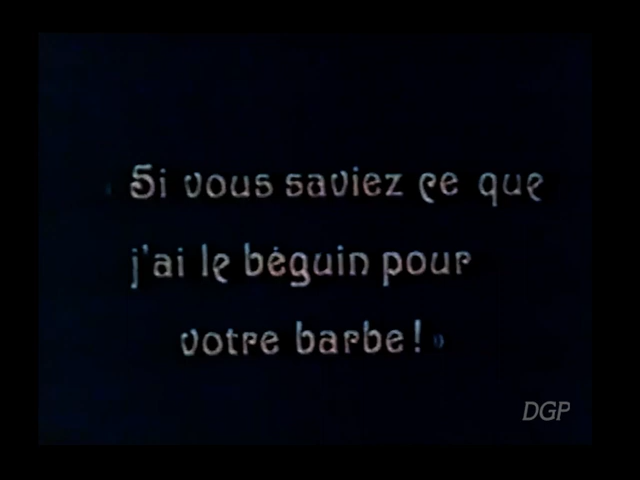 « Si vous saviez ce que
j'ai le béguin pour
votre barbe! »
DGP